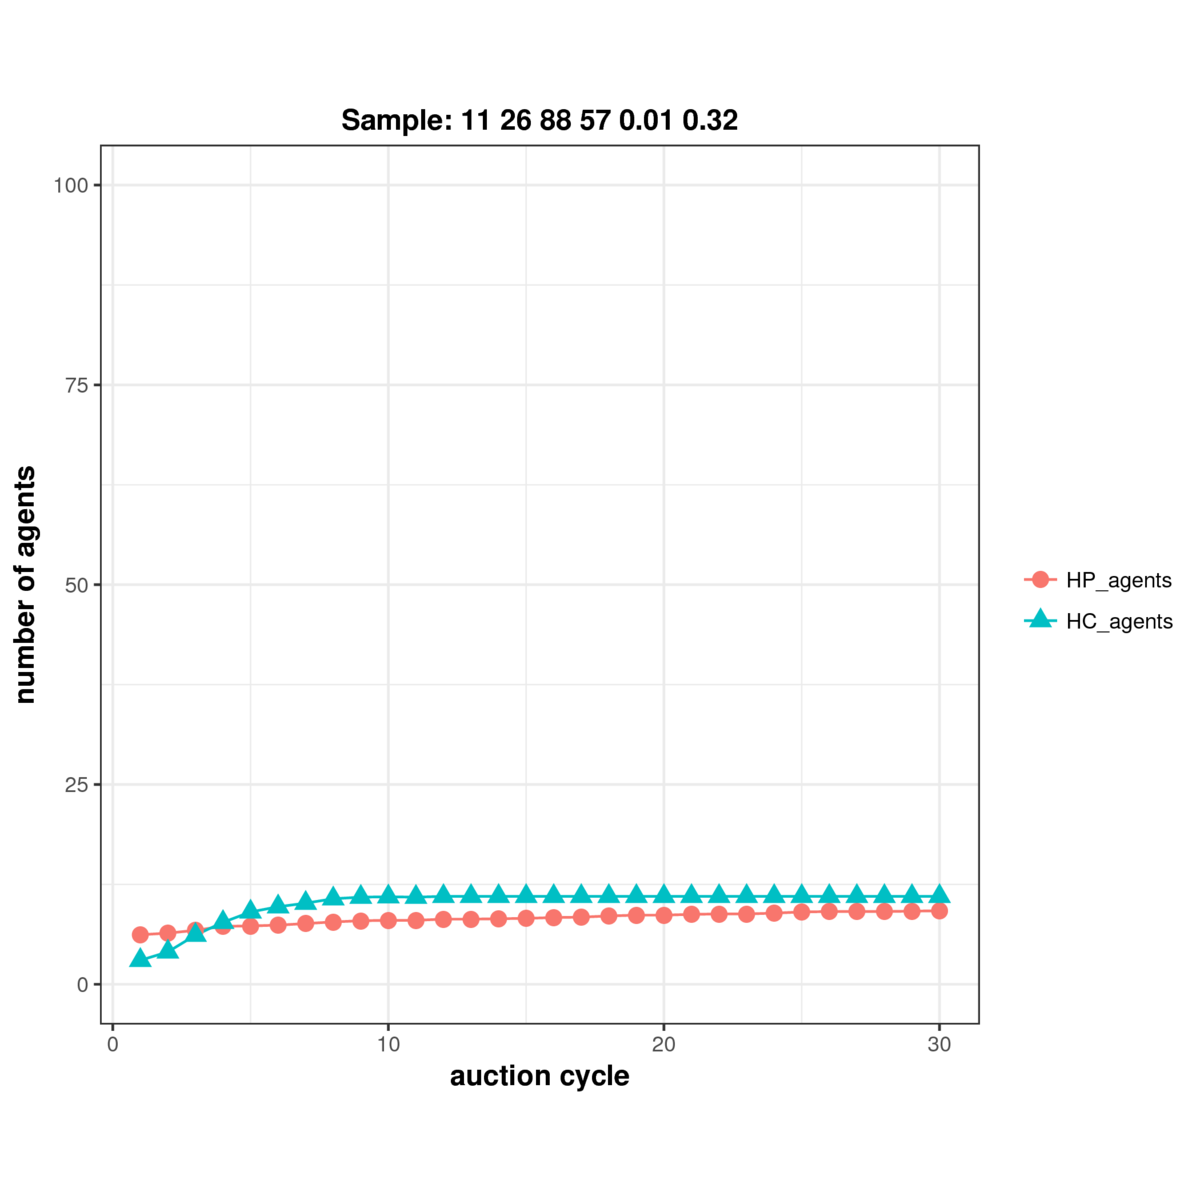 Sample: 11 26 88 57 0.01 0.32
100
75
50
25
0
number of agents
0 10 20 30
auction cycle
HP_agents
HC_agents